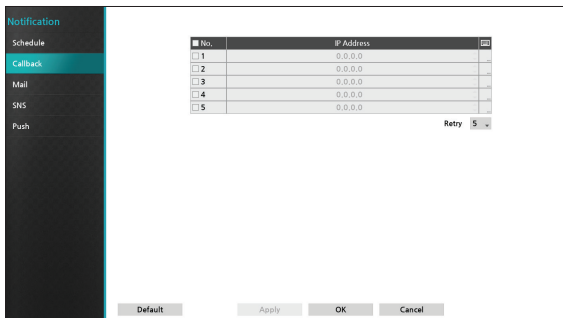 Notification
Schedule
Callback
Mail
SNS
Push
No. IP Address
1 0.0.0.0
2 0.0.0.0
3 0.0.0.0
4 0.0.0.0
5 0.0.0.0
Retry 5
Default Apply OK Cancel